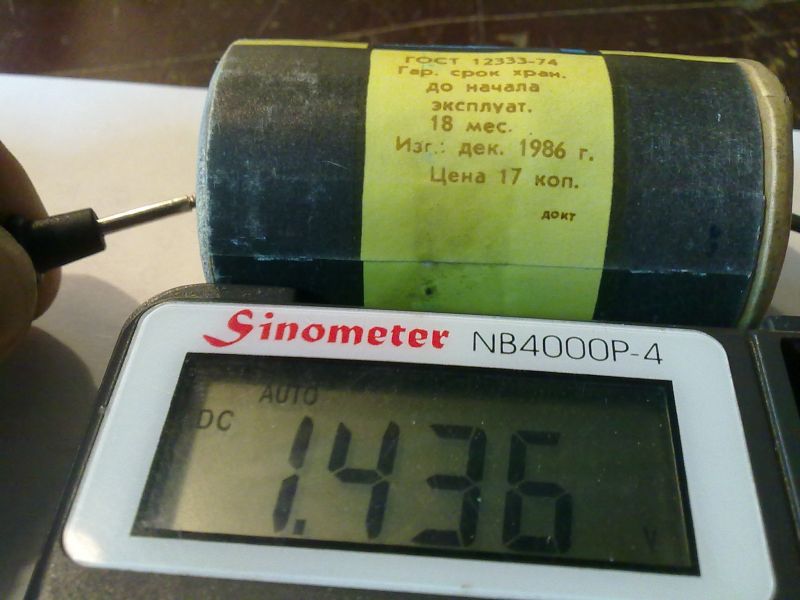 ГОСТ 12333-74
Гар. срок хран.
до начала
эксплуат.
18 мес.
Изг.: дек. 1986 г.
Цена 17 коп.
докт
Sinometer NB4000P-4
AUTO
DC
1.436
V